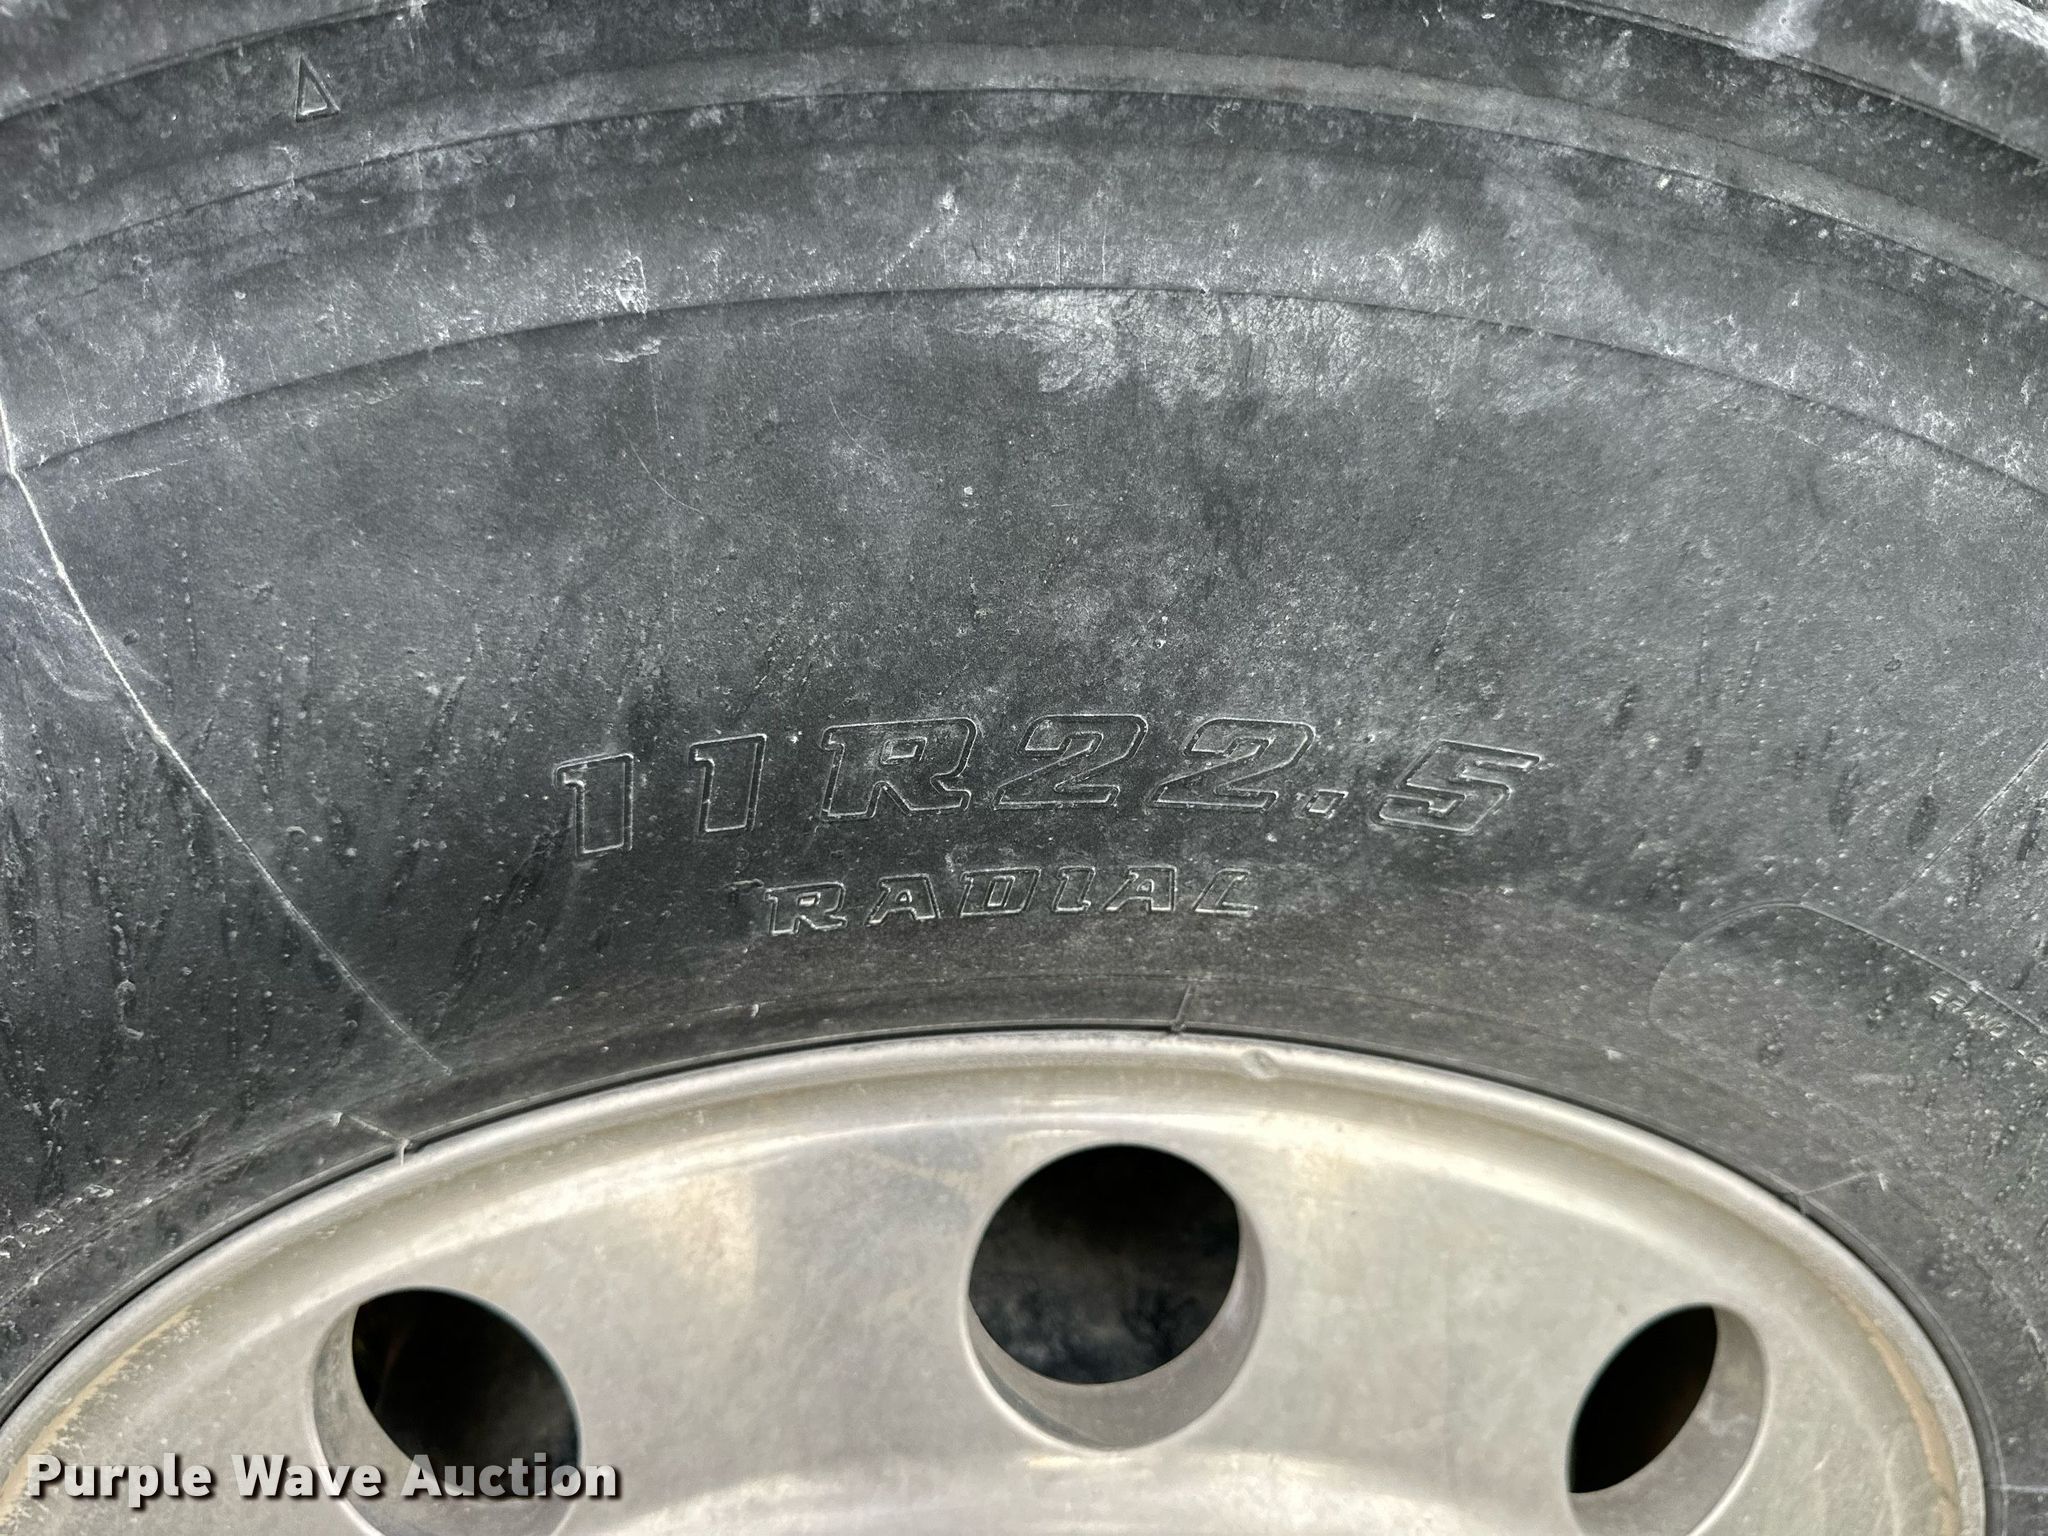 11R22.5
RADIAL
Purple Wave Auction